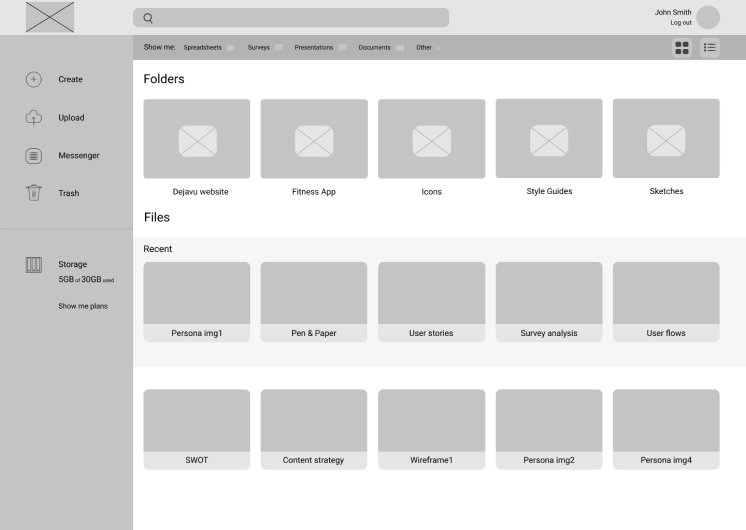 John Smith
Log out
Show me: Spreadsheets Surveys Presentations Documents Other
Create
Upload
Messenger
Trash
Storage
5GB of 30GB used
Show me plans
Folders
Dejavu website Fitness App Icons Style Guides Sketches
Files
Recent
Persona img1 Pen & Paper User stories Survey analysis User flows
SWOT Content strategy Wireframe1 Persona img2 Persona img4